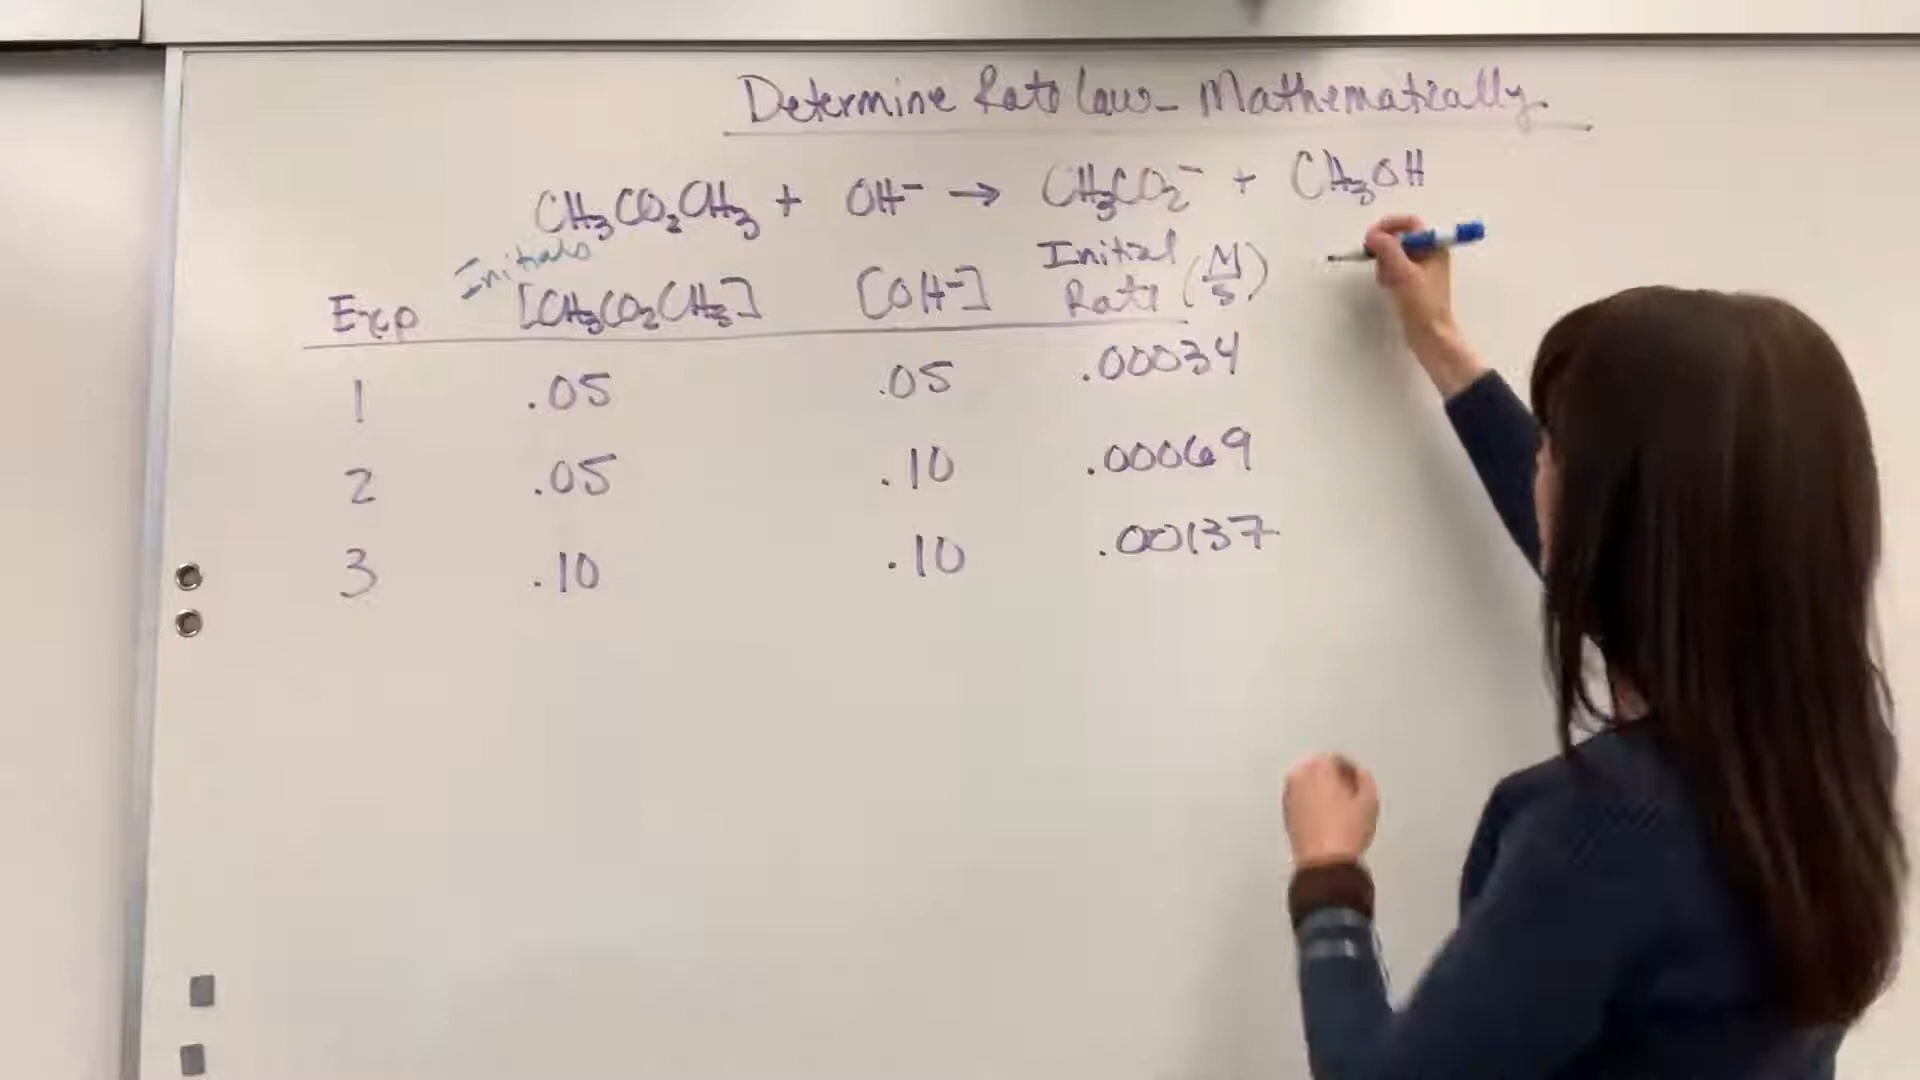 Determine Rate Law - Mathematically.
CH₃CO₂CH₃ + OH⁻ → CH₃CO₂⁻ + CH₃OH
Exp Initials [CH₃CO₂CH₃] [OH⁻] Initial Rate (M/s)
1 .05 .05 .00034
2 .05 .10 .00069
3 .10 .10 .00137